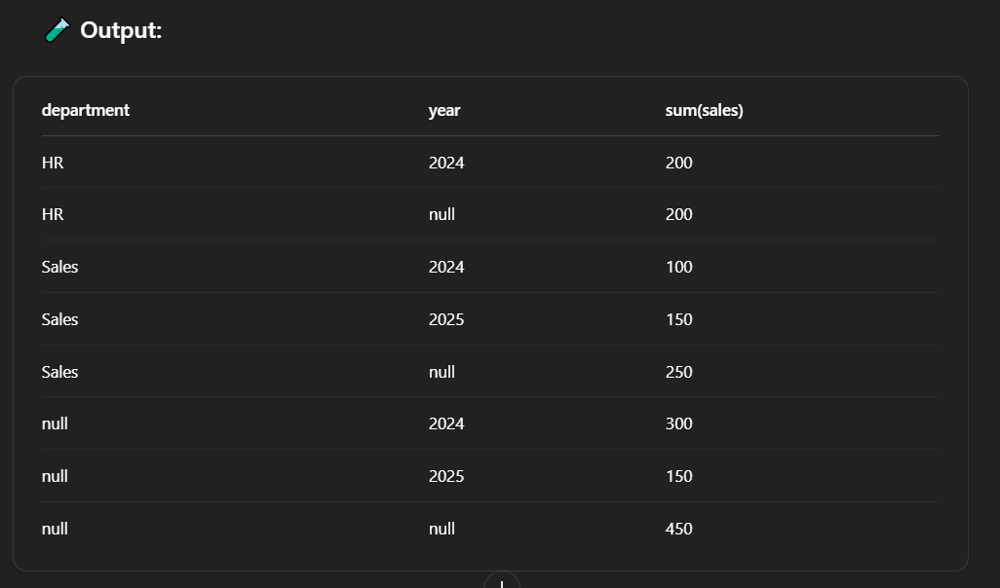 Output:
department year sum(sales)
HR 2024 200
HR null 200
Sales 2024 100
Sales 2025 150
Sales null 250
null 2024 300
null 2025 150
null null 450